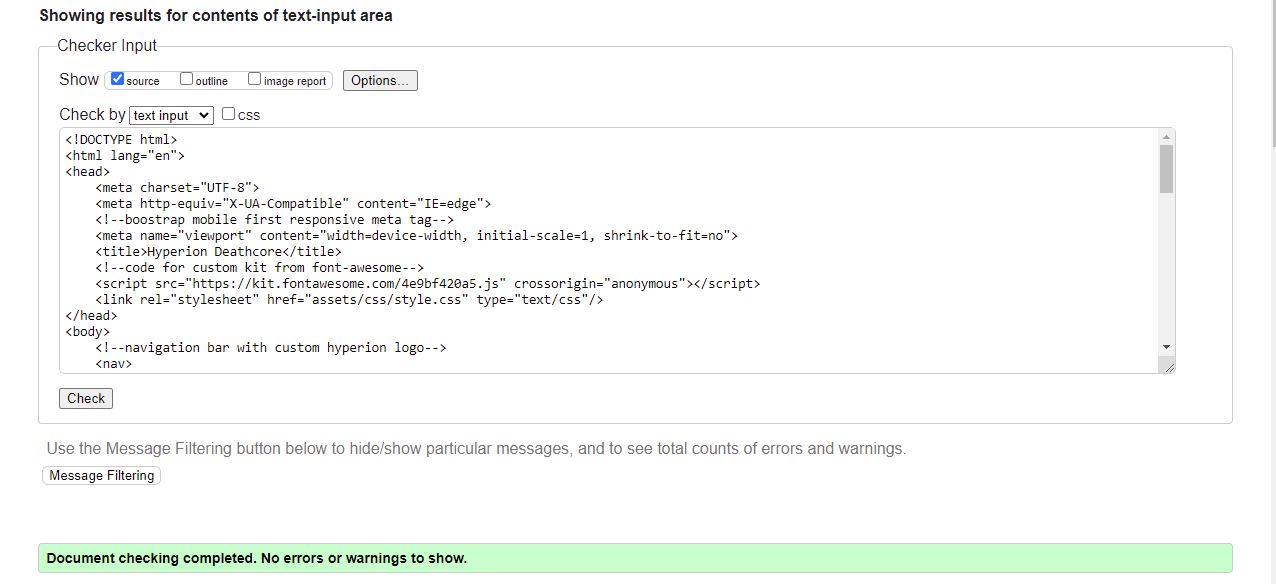 Showing results for contents of text-input area
Checker Input
Show source outline image report Options...
Check by text input css
<!DOCTYPE html>
<html lang="en">
<head>
    <meta charset="UTF-8">
    <meta http-equiv="X-UA-Compatible" content="IE=edge">
    <!--boostrap mobile first responsive meta tag-->
    <meta name="viewport" content="width=device-width, initial-scale=1, shrink-to-fit=no">
    <title>Hyperion Deathcore</title>
    <!--code for custom kit from font-awesome-->
    <script src="https://kit.fontawesome.com/4e9bf420a5.js" crossorigin="anonymous"></script>
    <link rel="stylesheet" href="assets/css/style.css" type="text/css"/>
</head>
<body>
    <!--navigation bar with custom hyperion logo-->
    <nav>
Check
Use the Message Filtering button below to hide/show particular messages, and to see total counts of errors and warnings.
Message Filtering
Document checking completed. No errors or warnings to show.